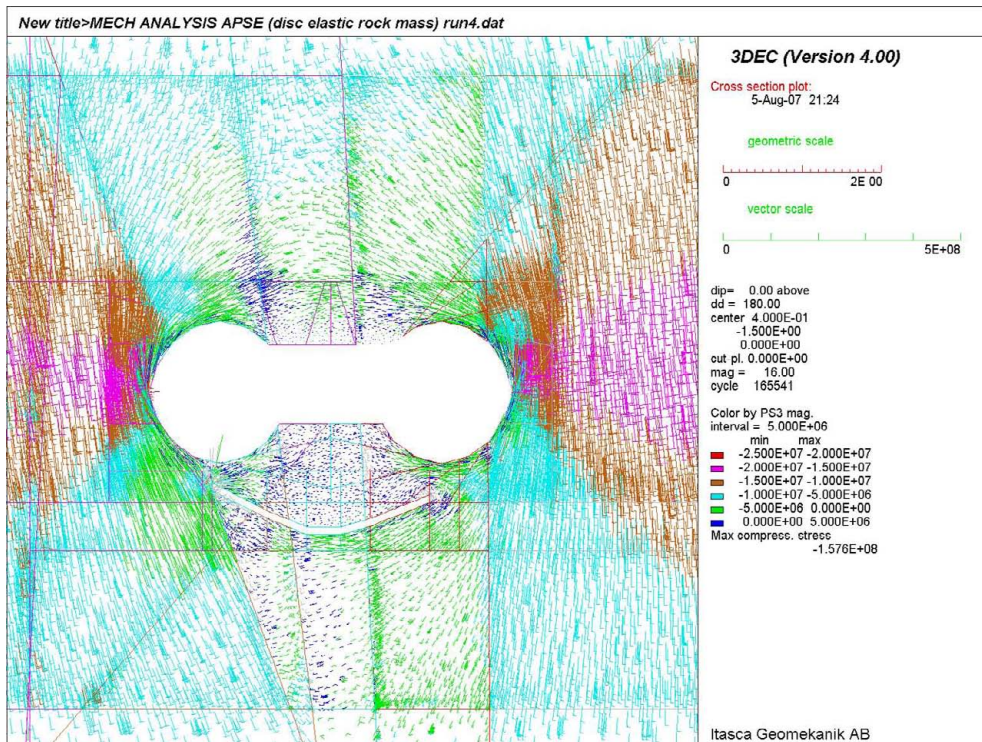 New title>MECH ANALYSIS APSE (disc elastic rock mass) run4.dat
3DEC (Version 4.00)
Cross section plot:
5-Aug-07 21:24
geometric scale
0 2E 00
vector scale
0 5E+08
dip= 0.00 above
dd = 180.00
center 4.000E-01
-1.500E+00
0.000E+00
cut pl. 0.000E+00
mag = 16.00
cycle 165541
Color by PS3 mag.
interval = 5.000E+06
min max
-2.500E+07 -2.000E+07
-2.000E+07 -1.500E+07
-1.500E+07 -1.000E+07
-1.000E+07 -5.000E+06
-5.000E+06 0.000E+00
0.000E+00 5.000E+06
Max compress. stress
-1.576E+08
Itasca Geomekanik AB